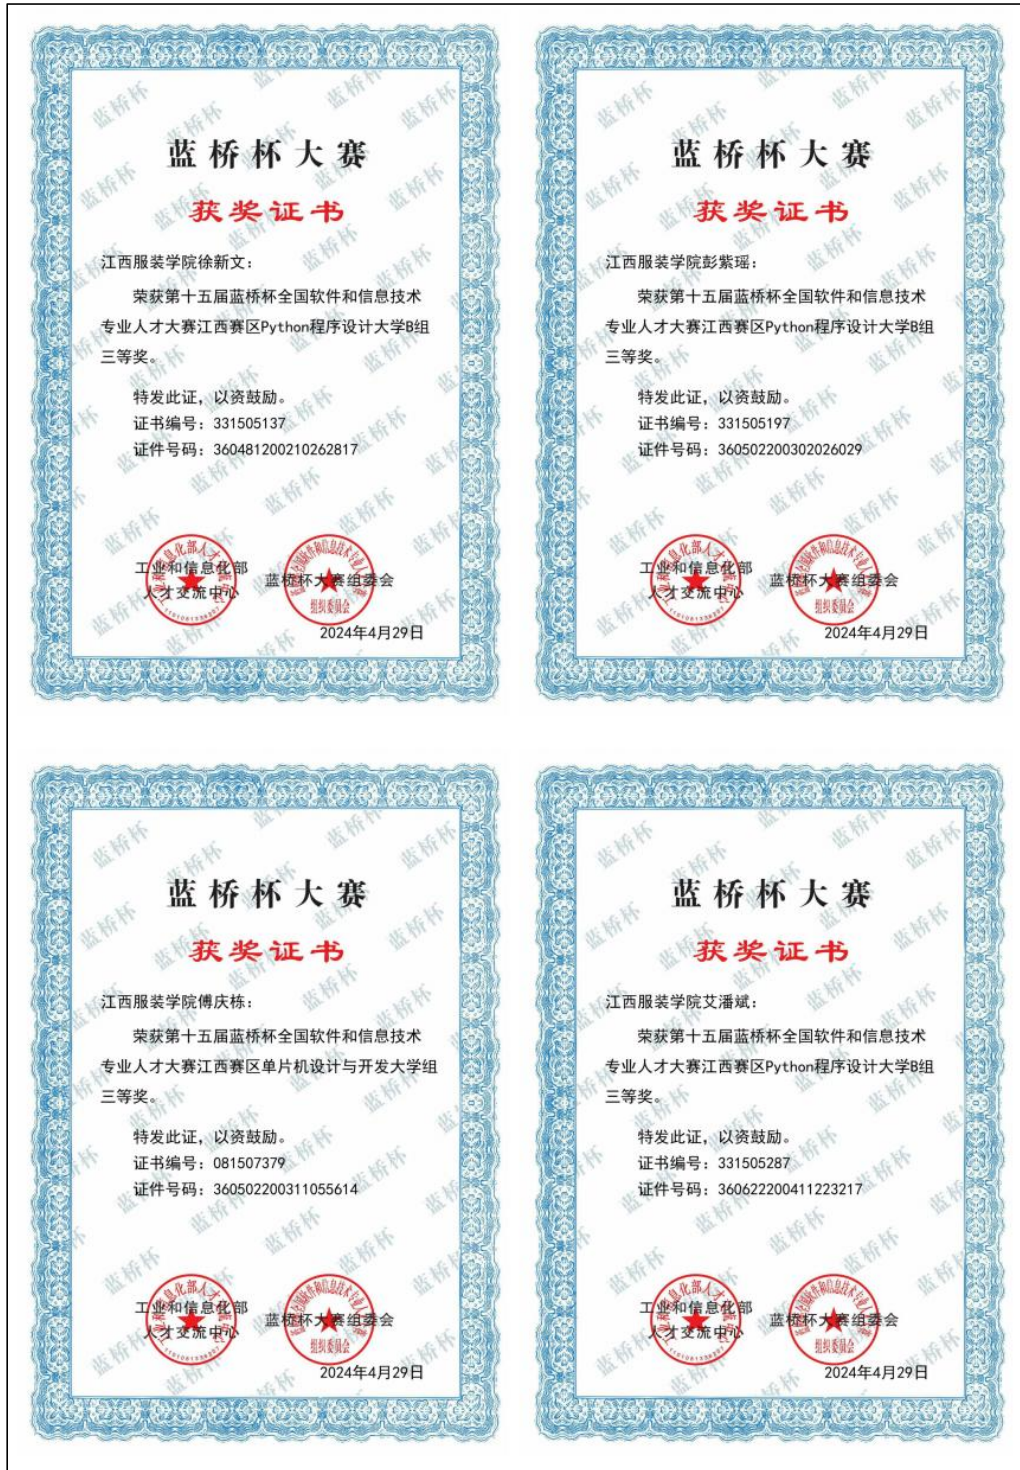 蓝桥杯大赛
获奖证书
江西服装学院徐新文：
荣获第十五届蓝桥杯全国软件和信息技术
专业人才大赛江西赛区Python程序设计大学B组
三等奖。
特发此证，以资鼓励。
证书编号：331505137
证件号码：360481200210262817
工业和信息化部
人才交流中心
蓝桥杯大赛组委会
2024年4月29日
蓝桥杯大赛
获奖证书
江西服装学院彭紫瑶：
荣获第十五届蓝桥杯全国软件和信息技术
专业人才大赛江西赛区Python程序设计大学B组
三等奖。
特发此证，以资鼓励。
证书编号：331505197
证件号码：360502200302026029
工业和信息化部
人才交流中心
蓝桥杯大赛组委会
2024年4月29日
蓝桥杯大赛
获奖证书
江西服装学院傅庆栋：
荣获第十五届蓝桥杯全国软件和信息技术
专业人才大赛江西赛区单片机设计与开发大学组
三等奖。
特发此证，以资鼓励。
证书编号：081507379
证件号码：360502200311055614
工业和信息化部
人才交流中心
蓝桥杯大赛组委会
2024年4月29日
蓝桥杯大赛
获奖证书
江西服装学院艾潘斌：
荣获第十五届蓝桥杯全国软件和信息技术
专业人才大赛江西赛区Python程序设计大学B组
三等奖。
特发此证，以资鼓励。
证书编号：331505287
证件号码：360622200411223217
工业和信息化部
人才交流中心
蓝桥杯大赛组委会
2024年4月29日